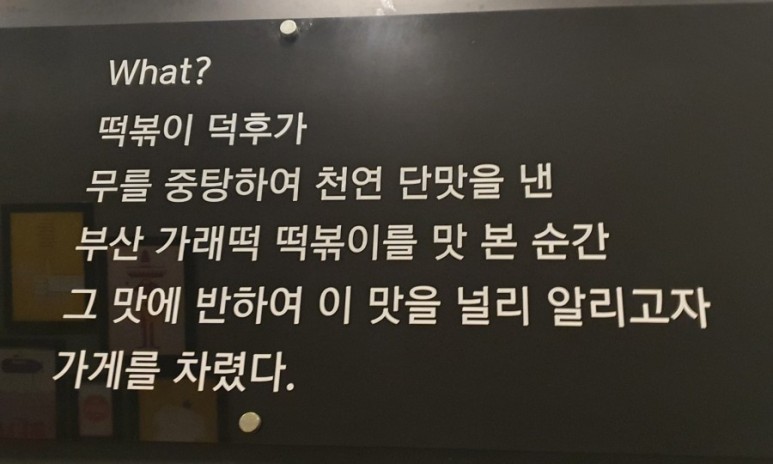 What?
떡볶이 덕후가
무를 중탕하여 천연 단맛을 낸
부산 가래떡 떡볶이를 맛 본 순간
그 맛에 반하여 이 맛을 널리 알리고자
가게를 차렸다.